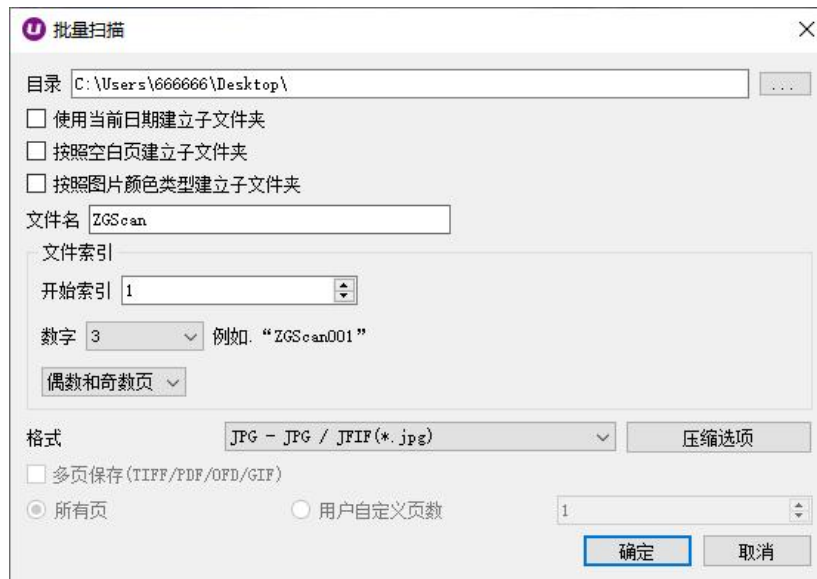 批量扫描
目录 C:\Users\666666\Desktop\ ...
使用当前日期建立子文件夹
按照空白页建立子文件夹
按照图片颜色类型建立子文件夹
文件名 ZGScan
文件索引
开始索引 1
数字 3 例如.“ZGScan001”
偶数和奇数页
格式 JPG - JPG / JFIF(*.jpg) 压缩选项
多页保存(TIFF/PDF/OFD/GIF)
所有页 用户自定义页数 1
确定 取消